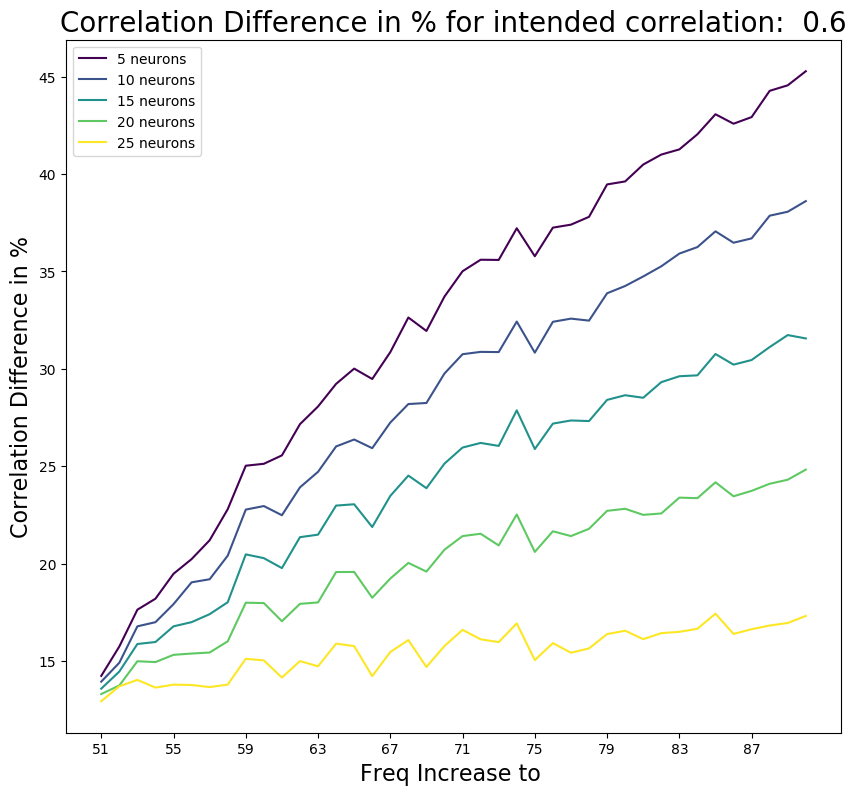 Correlation Difference in % for intended correlation:  0.6
5 neurons
10 neurons
15 neurons
20 neurons
25 neurons
Correlation Difference in %
45
40
35
30
25
20
15
51 55 59 63 67 71 75 79 83 87
Freq Increase to